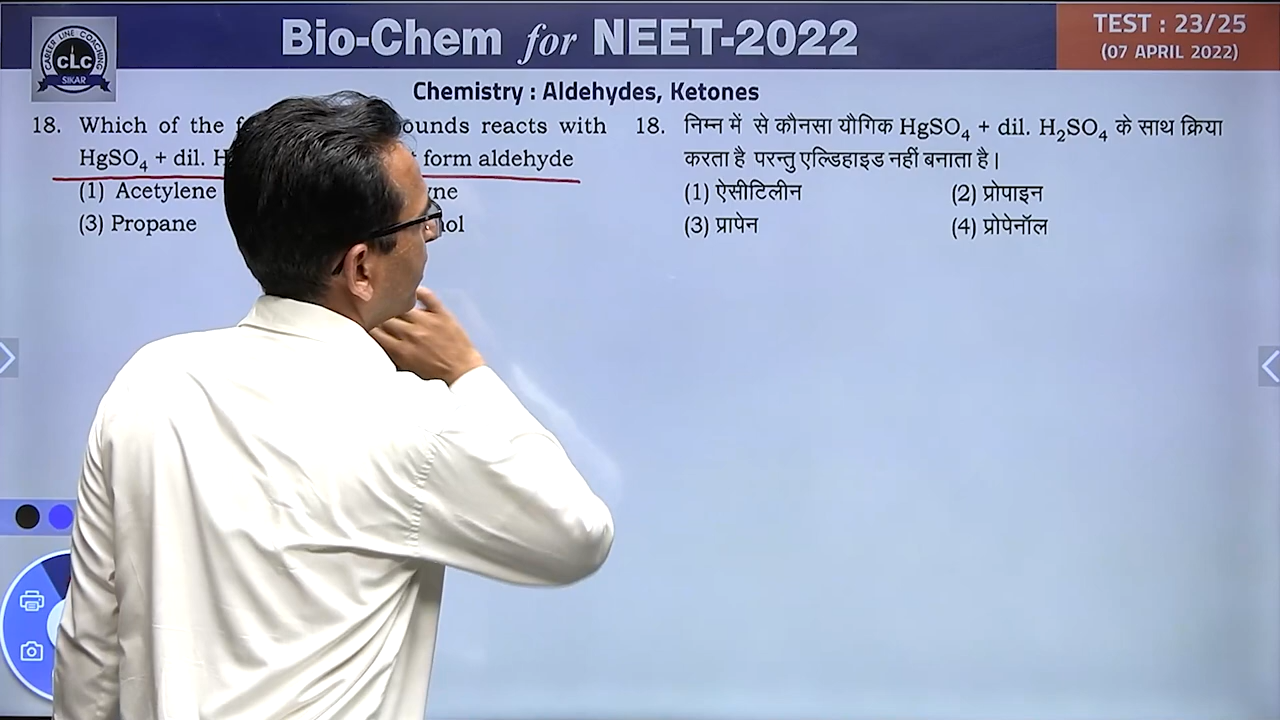 Bio-Chem for NEET-2022
TEST : 23/25
(07 APRIL 2022)
CAREER LINE COACHING
CLC
SIKAR
Chemistry : Aldehydes, Ketones
18. Which of the ounds reacts with
HgSO4 + dil. H form aldehyde
(1) Acetylene yne
(3) Propane nol
18. निम्न में से कौनसा यौगिक HgSO4 + dil. H2SO4 के साथ क्रिया
करता है परन्तु एल्डिहाइड नहीं बनाता है।
(1) ऐसीटिलीन (2) प्रोपाइन
(3) प्रापेन (4) प्रोपेनॉल